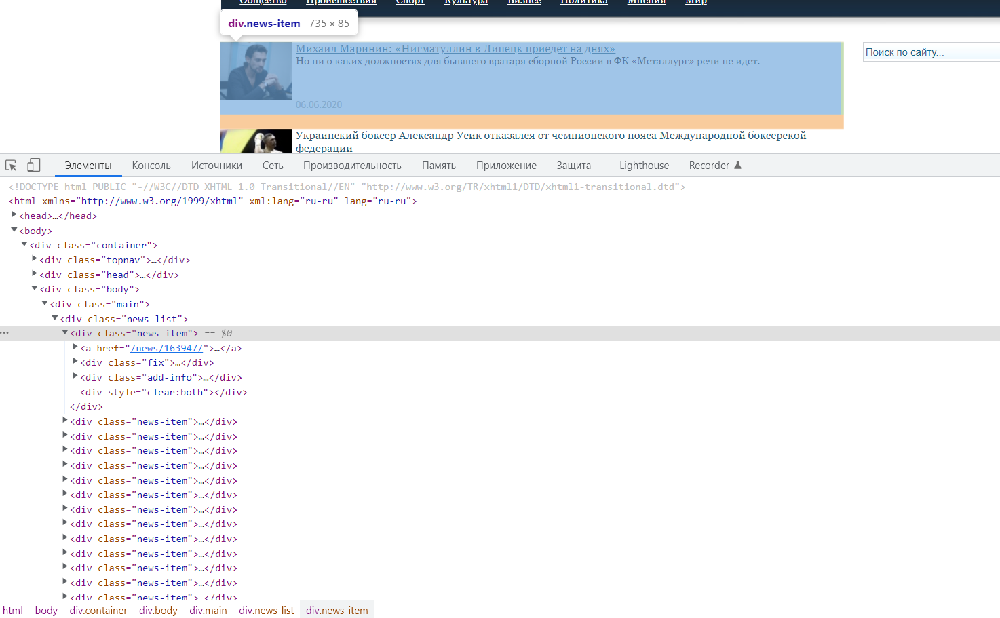 Общество Происшествия Спорт Культура Бизнес Политика Мнения Мир
div.news-item 735 × 85
Михаил Маринин: «Нигматуллин в Липецк приедет на днях»
Но ни о каких должностях для бывшего вратаря сборной России в ФК «Металлург» речи не идет.
Поиск по сайту...
06.06.2020
Украинский боксер Александр Усик отказался от чемпионского пояса Международной боксерской
федерации
Элементы Консоль Источники Сеть Производительность Память Приложение Защита Lighthouse Recorder
<!DOCTYPE html PUBLIC "-//W3C//DTD XHTML 1.0 Transitional//EN" "http://www.w3.org/TR/xhtml1/DTD/xhtml1-transitional.dtd">
<html xmlns="http://www.w3.org/1999/xhtml" xml:lang="ru-ru" lang="ru-ru">
<head>…</head>
<body>
<div class="container">
<div class="topnav">…</div>
<div class="head">…</div>
<div class="body">
<div class="main">
<div class="news-list">
<div class="news-item"> == $0
<a href="/news/163947/">…</a>
<div class="fix">…</div>
<div class="add-info">…</div>
<div style="clear:both"></div>
</div>
<div class="news-item">…</div>
<div class="news-item">…</div>
<div class="news-item">…</div>
<div class="news-item">…</div>
<div class="news-item">…</div>
<div class="news-item">…</div>
<div class="news-item">…</div>
<div class="news-item">…</div>
<div class="news-item">…</div>
<div class="news-item">…</div>
<div class="news-item">…</div>
<div class="news-item">…</div>
<div class="news-item">…</div>
html body div.container div.body div.main div.news-list div.news-item